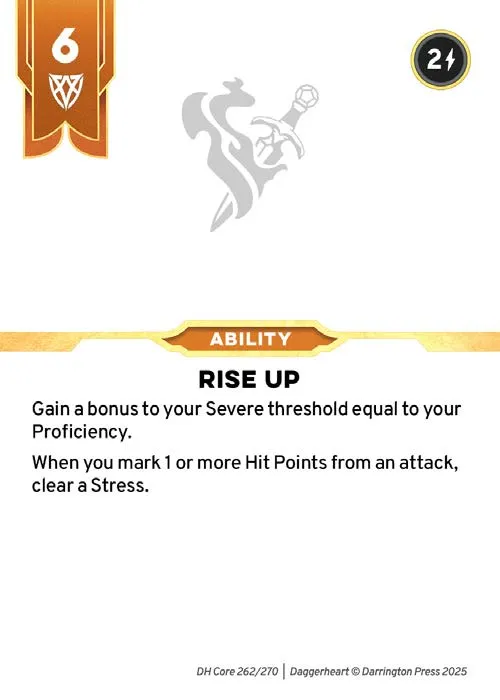 6
2
ABILITY
RISE UP
Gain a bonus to your Severe threshold equal to your
Proficiency.
When you mark 1 or more Hit Points from an attack,
clear a Stress.
DH Core 262/270 | Daggerheart © Darrington Press 2025